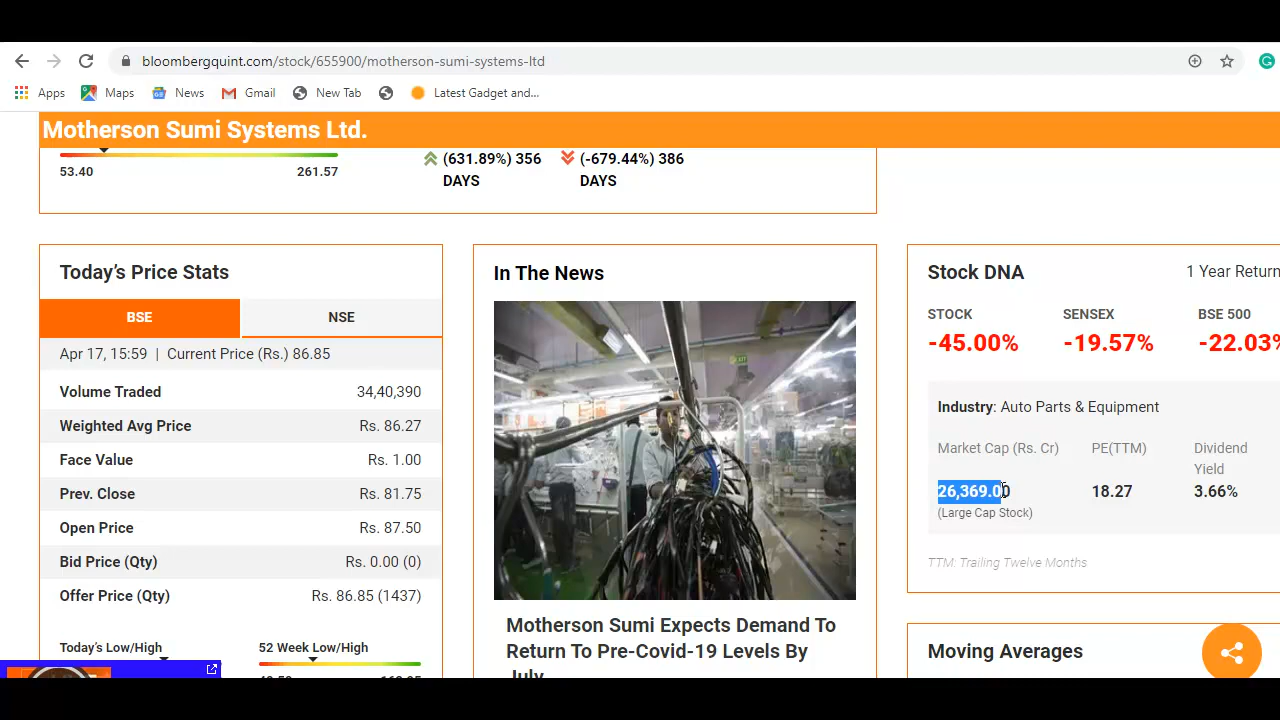 bloombergquint.com/stock/655900/motherson-sumi-systems-ltd
Apps Maps News Gmail New Tab Latest Gadget and...
Motherson Sumi Systems Ltd.
53.40 261.57
(631.89%) 356 DAYS
(-679.44%) 386 DAYS
Today's Price Stats
BSE NSE
Apr 17, 15:59 | Current Price (Rs.) 86.85
Volume Traded 34,40,390
Weighted Avg Price Rs. 86.27
Face Value Rs. 1.00
Prev. Close Rs. 81.75
Open Price Rs. 87.50
Bid Price (Qty) Rs. 0.00 (0)
Offer Price (Qty) Rs. 86.85 (1437)
Today's Low/High 52 Week Low/High
In The News
Motherson Sumi Expects Demand To
Return To Pre-Covid-19 Levels By
July
Stock DNA 1 Year Return
STOCK SENSEX BSE 500
-45.00% -19.57% -22.03%
Industry: Auto Parts & Equipment
Market Cap (Rs. Cr) PE(TTM) Dividend Yield
26,369.00 18.27 3.66%
(Large Cap Stock)
TTM: Trailing Twelve Months
Moving Averages